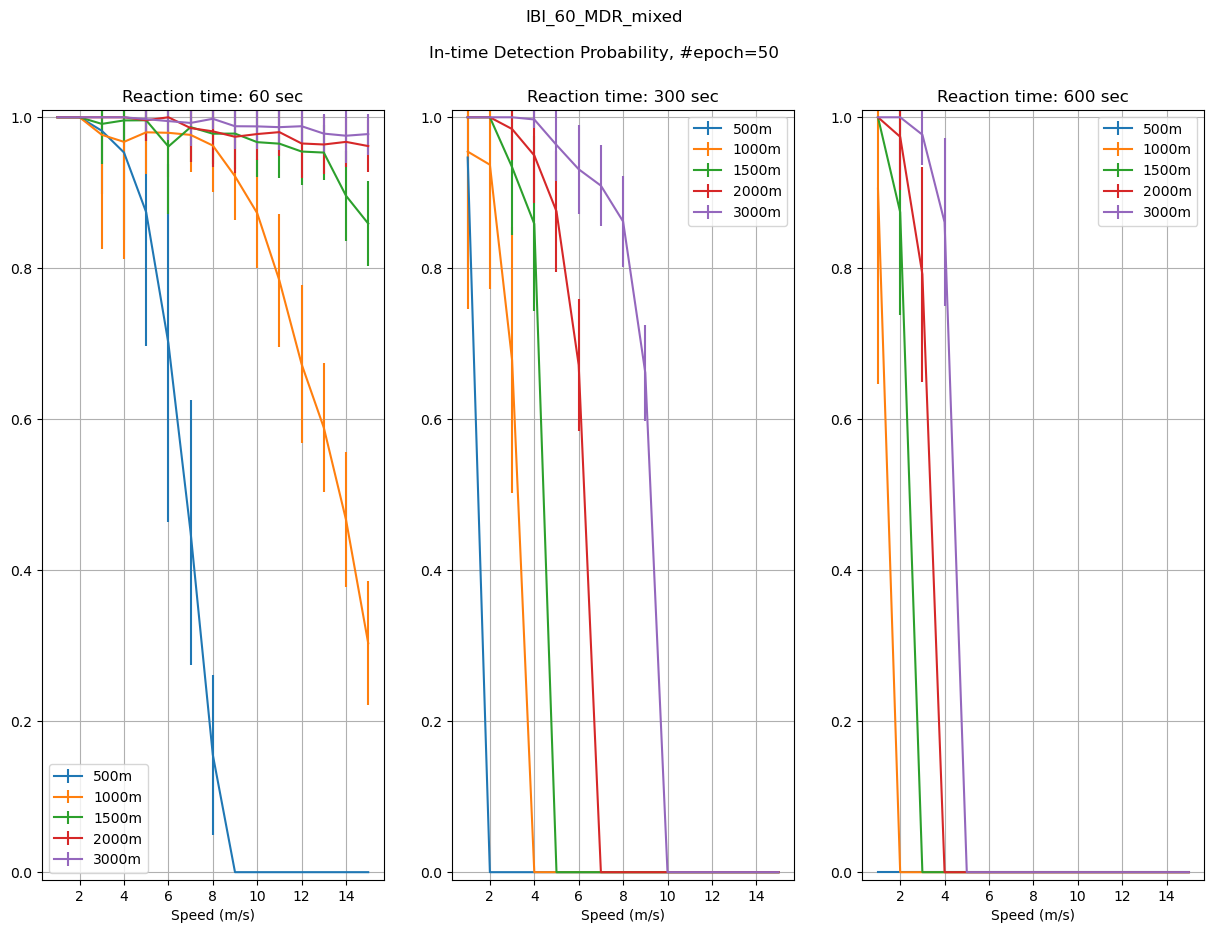 IBI_60_MDR_mixed
In-time Detection Probability, #epoch=50
Reaction time: 60 sec
1.0
0.8
0.6
0.4
0.2
0.0
500m
1000m
1500m
2000m
3000m
2 4 6 8 10 12 14
Speed (m/s)
Reaction time: 300 sec
500m
1000m
1500m
2000m
3000m
1.0
0.8
0.6
0.4
0.2
0.0
2 4 6 8 10 12 14
Speed (m/s)
Reaction time: 600 sec
500m
1000m
1500m
2000m
3000m
1.0
0.8
0.6
0.4
0.2
0.0
2 4 6 8 10 12 14
Speed (m/s)